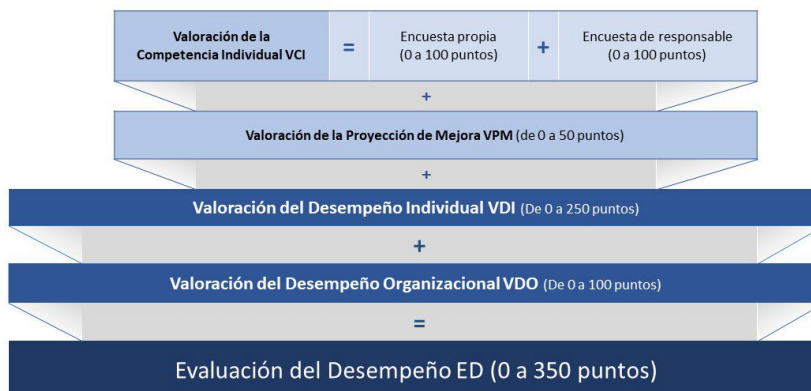 Valoración de la
Competencia Individual VCI
=
Encuesta propia
(0 a 100 puntos)
+
Encuesta de responsable
(0 a 100 puntos)
+
Valoración de la Proyección de Mejora VPM (de 0 a 50 puntos)
+
Valoración del Desempeño Individual VDI (De 0 a 250 puntos)
+
Valoración del Desempeño Organizacional VDO (De 0 a 100 puntos)
=
Evaluación del Desempeño ED (0 a 350 puntos)